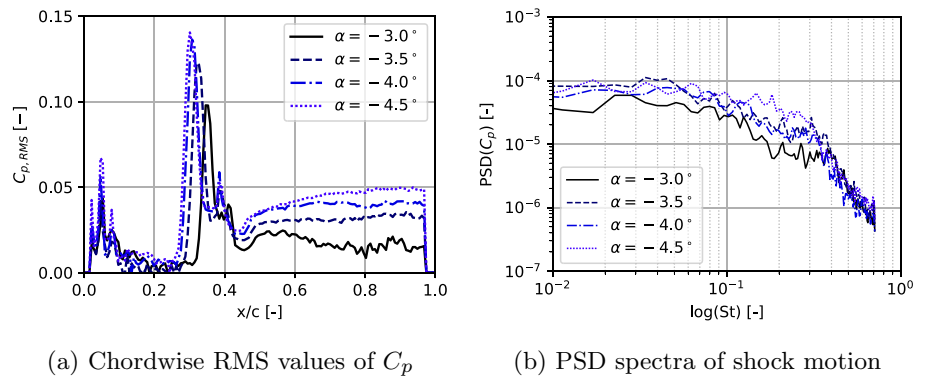 0.15
0.10
0.05
0.00
C_{p, RMS} [−]
α = − 3.0°
α = − 3.5°
α = − 4.0°
α = − 4.5°
0.0 0.2 0.4 0.6 0.8 1.0
x/c [-]
(a) Chordwise RMS values of C_p
10^{−3}
10^{−4}
10^{−5}
10^{−6}
10^{−7}
PSD(C_p) [-]
α = − 3.0°
α = − 3.5°
α = − 4.0°
α = − 4.5°
10^{−2} 10^{−1} 10^{0}
log(St) [-]
(b) PSD spectra of shock motion